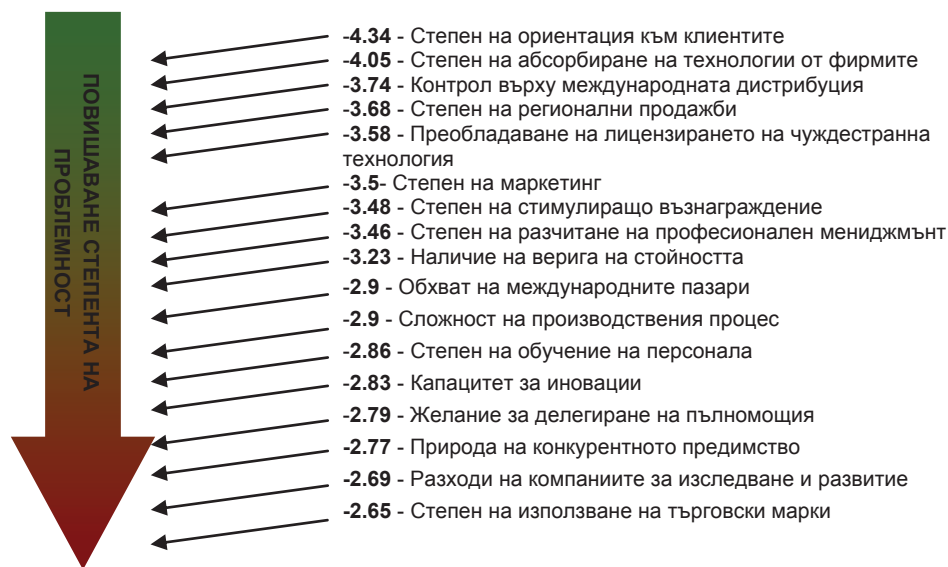 ПОВИШАВАНЕ СТЕПЕНТА НА
ПРОБЛЕМНОСТ
-4.34 - Степен на ориентация към клиентите
-4.05 - Степен на абсорбиране на технологии от фирмите
-3.74 - Контрол върху международната дистрибуция
-3.68 - Степен на регионални продажби
-3.58 - Преобладаване на лицензирането на чуждестранна
технология
-3.5- Степен на маркетинг
-3.48 - Степен на стимулиращо възнаграждение
-3.46 - Степен на разчитане на професионален мениджмънт
-3.23 - Наличие на верига на стойността
-2.9 - Обхват на международните пазари
-2.9 - Сложност на производствения процес
-2.86 - Степен на обучение на персонала
-2.83 - Капацитет за иновации
-2.79 - Желание за делегиране на пълномощия
-2.77 - Природа на конкурентното предимство
-2.69 - Разходи на компаниите за изследване и развитие
-2.65 - Степен на използване на търговски марки